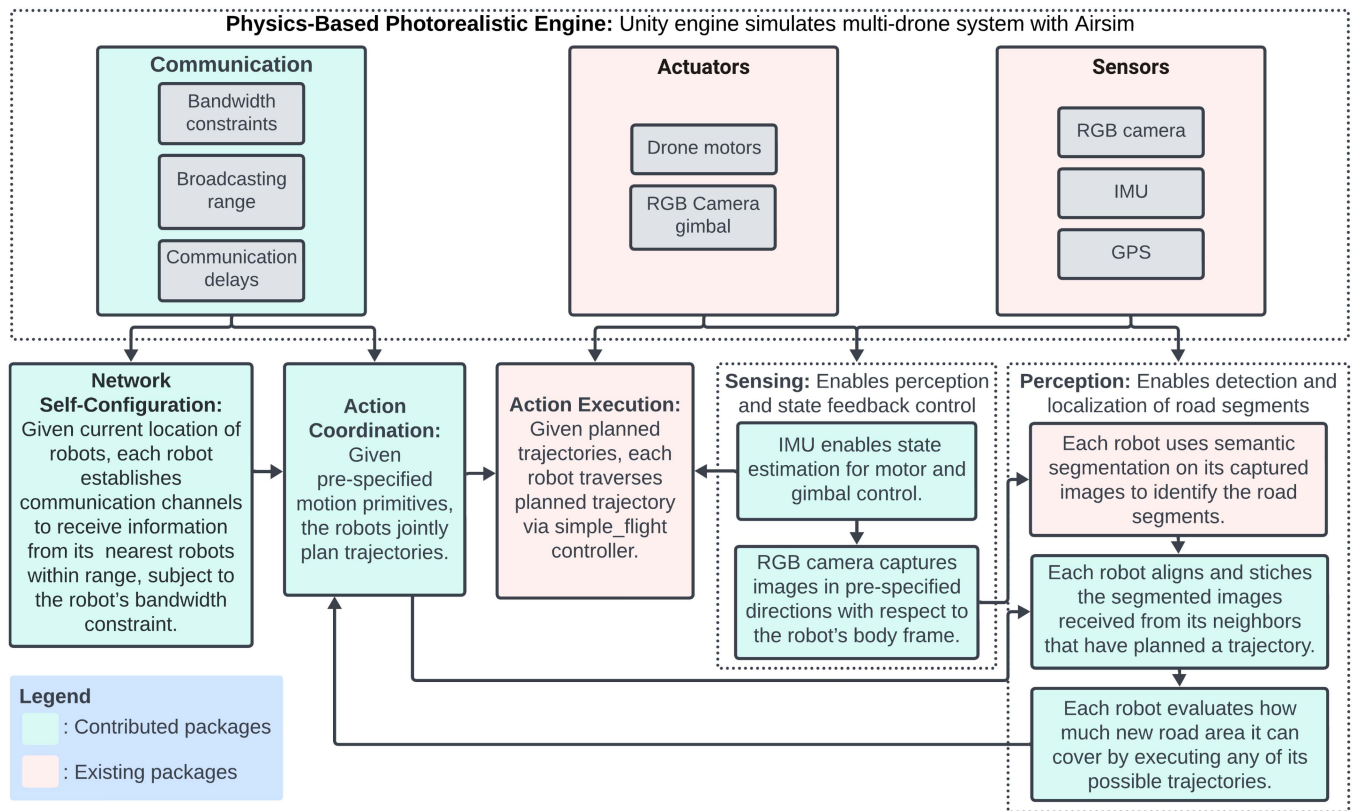 Physics-Based Photorealistic Engine: Unity engine simulates multi-drone system with Airsim
Communication
Bandwidth
constraints
Broadcasting
range
Communication
delays
Actuators
Drone motors
RGB Camera
gimbal
Sensors
RGB camera
IMU
GPS
Network
Self-Configuration:
Given current location of
robots, each robot
establishes
communication channels
to receive information
from its nearest robots
within range, subject to
the robot's bandwidth
constraint.
Action
Coordination:
Given
pre-specified
motion primitives,
the robots jointly
plan trajectories.
Action Execution:
Given planned
trajectories, each
robot traverses
planned trajectory
via simple_flight
controller.
Sensing: Enables perception
and state feedback control
IMU enables state
estimation for motor and
gimbal control.
RGB camera captures
images in pre-specified
directions with respect to
the robot's body frame.
Perception: Enables detection and
localization of road segments
Each robot uses semantic
segmentation on its captured
images to identify the road
segments.
Each robot aligns and stiches
the segmented images
received from its neighbors
that have planned a trajectory.
Each robot evaluates how
much new road area it can
cover by executing any of its
possible trajectories.
Legend
: Contributed packages
: Existing packages